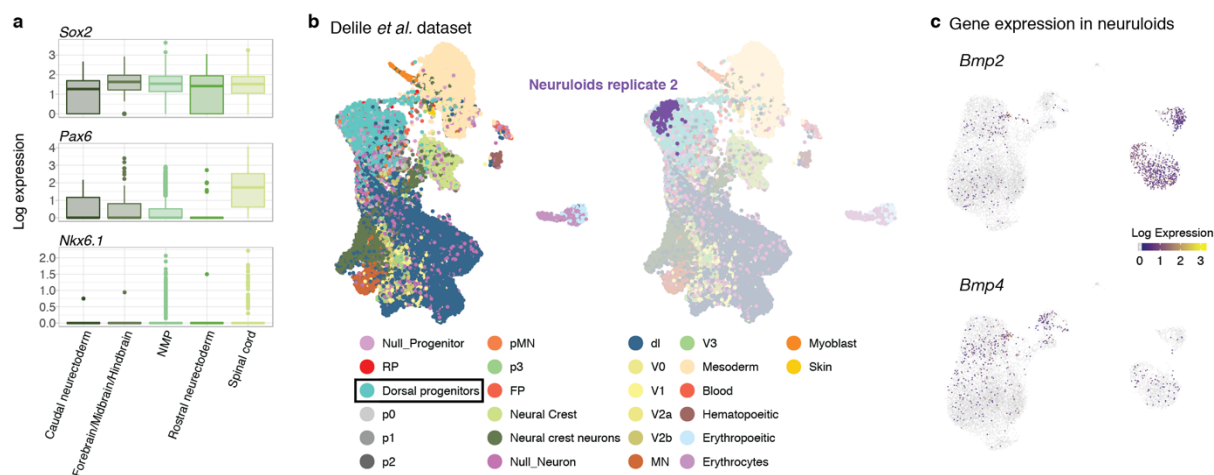 a
Sox2
3
2
1
0
Pax6
4
3
2
1
0
Nkx6.1
2.0
1.5
1.0
0.5
0.0
Log expression
Caudal neurectoderm
Forebrain/Midbrain/Hindbrain
NMP
Rostral neurectoderm
Spinal cord
b Delile et al. dataset
Neuruloids replicate 2
Null_Progenitor
RP
Dorsal progenitors
p0
p1
p2
pMN
p3
FP
Neural Crest
Neural crest neurons
Null_Neuron
dl
V0
V1
V2a
V2b
MN
V3
Mesoderm
Blood
Hematopoeitic
Erythropoeitic
Erythrocytes
Myoblast
Skin
c Gene expression in neuruloids
Bmp2
Log Expression
0 1 2 3
Bmp4